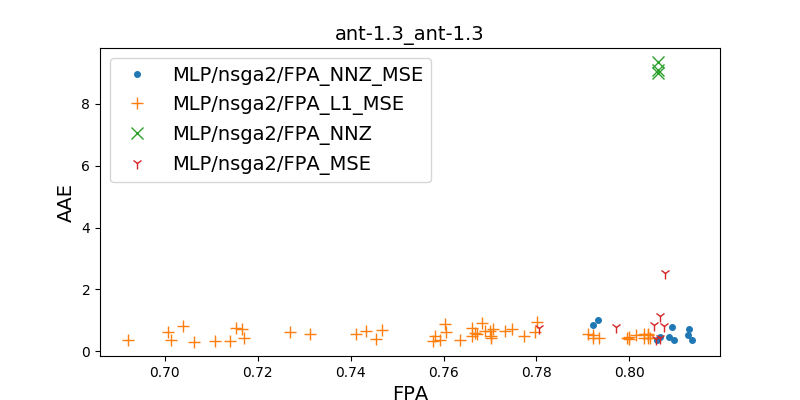 ant-1.3_ant-1.3
MLP/nsga2/FPA_NNZ_MSE
MLP/nsga2/FPA_L1_MSE
MLP/nsga2/FPA_NNZ
MLP/nsga2/FPA_MSE
AAE
8
6
4
2
0
0.70 0.72 0.74 0.76 0.78 0.80
FPA